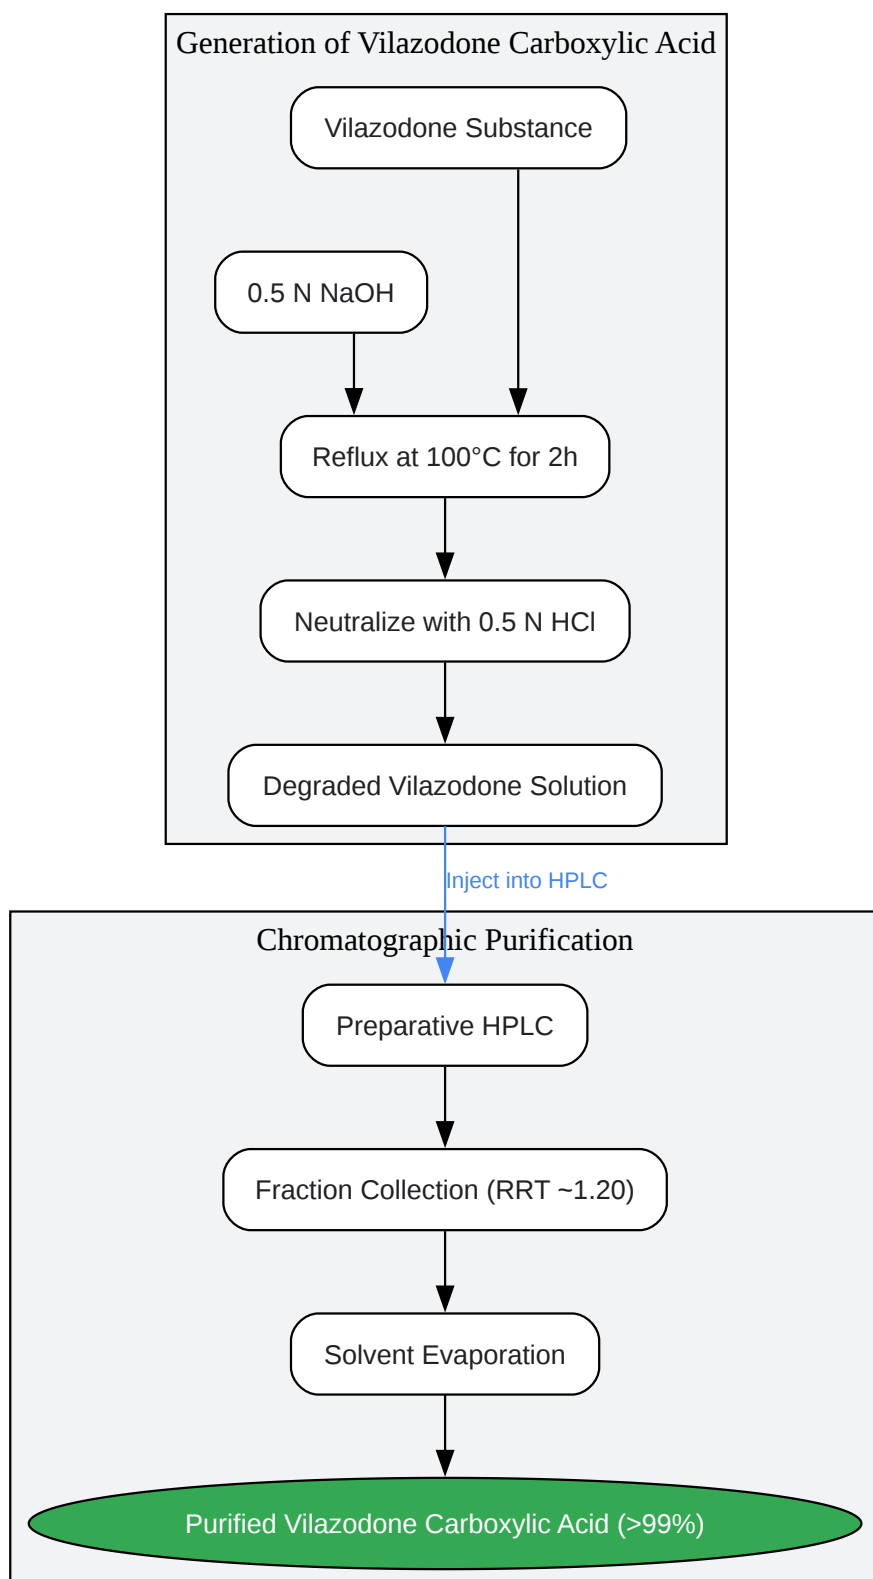 Generation of Vilazodone Carboxylic Acid
Vilazodone Substance
0.5 N NaOH
Reflux at 100°C for 2h
Neutralize with 0.5 N HCl
Degraded Vilazodone Solution
Inject into HPLC
Chromatographic Purification
Preparative HPLC
Fraction Collection (RRT ~1.20)
Solvent Evaporation
Purified Vilazodone Carboxylic Acid (>99%)